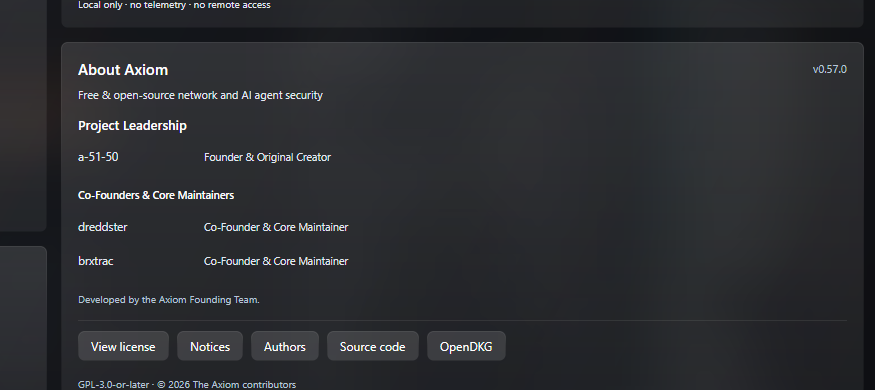 Local only · no telemetry · no remote access
About Axiom
v0.57.0
Free & open-source network and AI agent security
Project Leadership
a-51-50 Founder & Original Creator
Co-Founders & Core Maintainers
dreddster Co-Founder & Core Maintainer
brxtrac Co-Founder & Core Maintainer
Developed by the Axiom Founding Team.
View license Notices Authors Source code OpenDKG
GPL-3.0-or-later · © 2026 The Axiom contributors